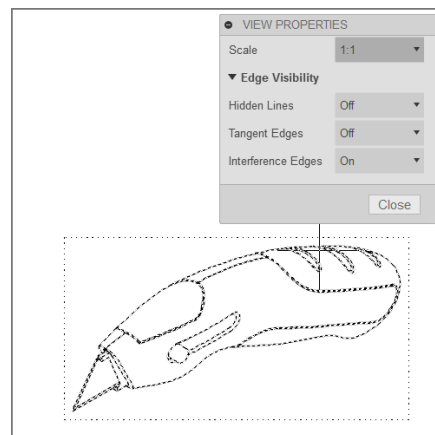 VIEW PROPERTIES
Scale 1:1
Edge Visibility
Hidden Lines Off
Tangent Edges Off
Interference Edges On
Close